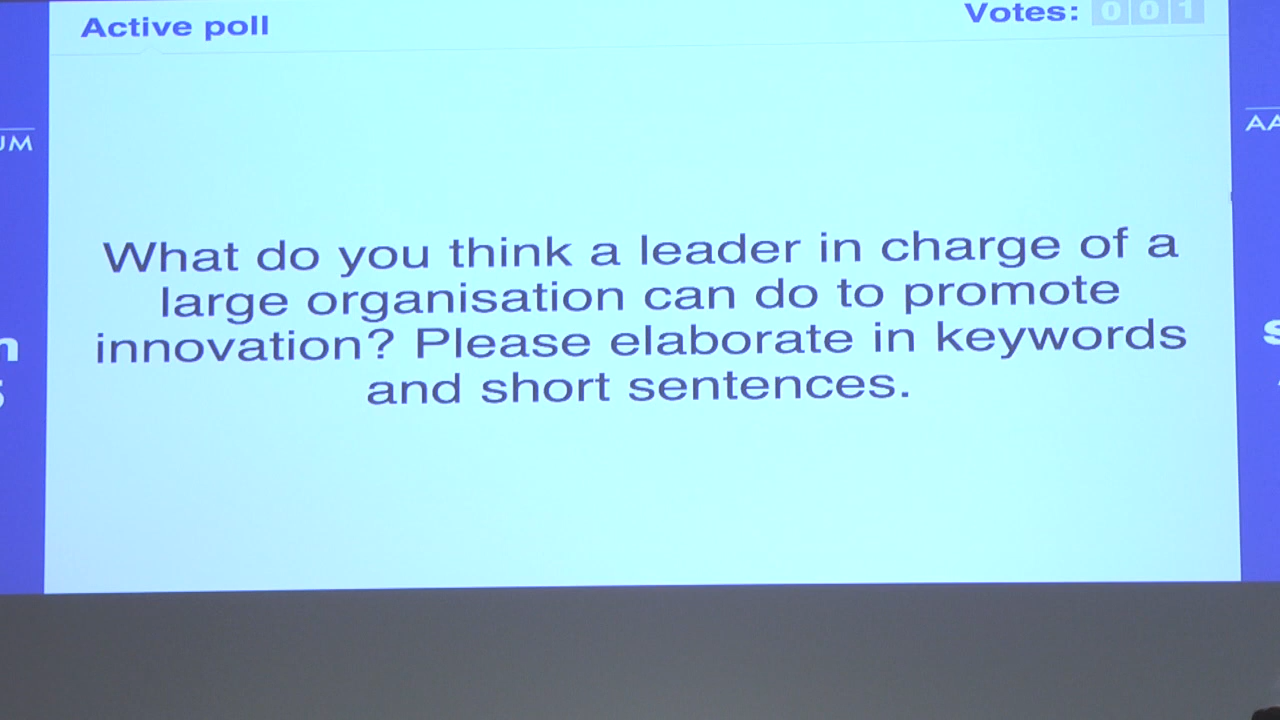 Active poll
Votes: 001
What do you think a leader in charge of a
large organisation can do to promote
innovation? Please elaborate in keywords
and short sentences.